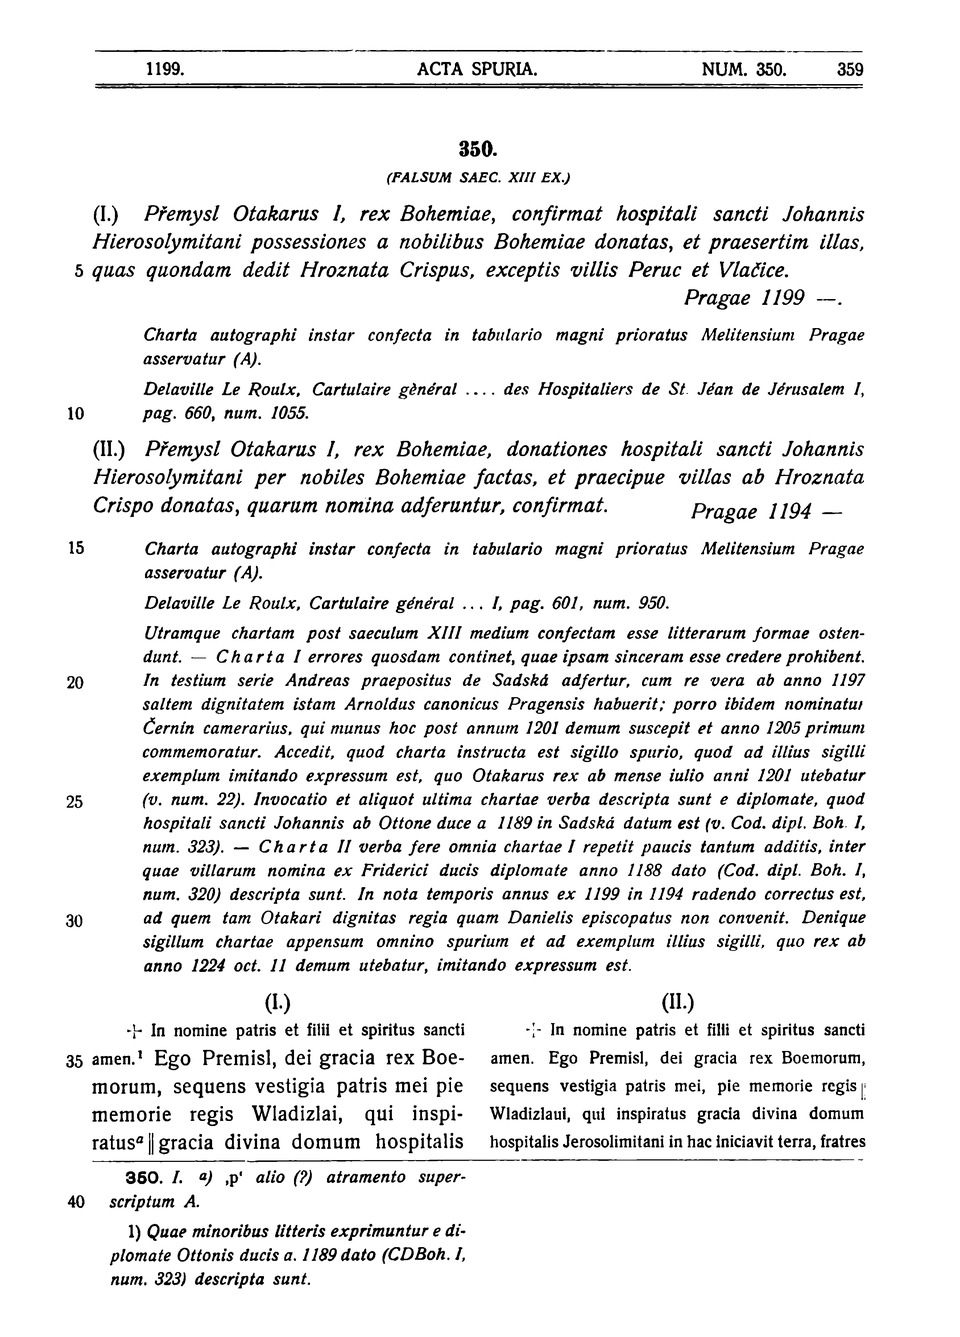 1199. ACTA SPURIA. NUM. 350. 359
350.
(FALSUM SAEC. XIII EX.)
(I.) Přemysl Otakarus I, rex Bohemiae, confirmat hospitali sancti Johannis
Hierosolymitani possessiones a nobilibus Bohemiae donatas, et praesertim illas,
5 quas quondam dedit Hroznata Crispus, exceptis villis Peruc et Vlačice.
Pragae 1199 —.
Charta autographi instar confecta in tabulario magni prioratus Melitensium Pragae
asservatur (A).
Delaville Le Roulx, Cartulaire gènéral .... des Hospitaliers de St. Jéan de Jérusalem I,
10 pag. 660, num. 1055.
(II.) Přemysl Otakarus I, rex Bohemiae, donationes hospitali sancti Johannis
Hierosolymitani per nobiles Bohemiae factas, et praecipue villas ab Hroznata
Crispo donatas, quarum nomina adferuntur, confirmat. Pragae 1194 —
15 Charta autographi instar confecta in tabulario magni prioratus Melitensium Pragae
asservatur (A).
Delaville Le Roulx, Cartulaire général ... I, pag. 601, num. 950.
Utramque chartam post saeculum XIII medium confectam esse litterarum formae osten-
dunt. — Charta I errores quosdam continet, quae ipsam sinceram esse credere prohibent.
20 In testium serie Andreas praepositus de Sadská adfertur, cum re vera ab anno 1197
saltem dignitatem istam Arnoldus canonicus Pragensis habuerit; porro ibidem nominatur
Černín camerarius, qui munus hoc post annum 1201 demum suscepit et anno 1205 primum
commemoratur. Accedit, quod charta instructa est sigillo spurio, quod ad illius sigilli
exemplum imitando expressum est, quo Otakarus rex ab mense iulio anni 1201 utebatur
25 (v. num. 22). Invocatio et aliquot ultima chartae verba descripta sunt e diplomate, quod
hospitali sancti Johannis ab Ottone duce a 1189 in Sadská datum est (v. Cod. dipl. Boh. I,
num. 323). — Charta II verba fere omnia chartae I repetit paucis tantum additis, inter
quae villarum nomina ex Friderici ducis diplomate anno 1188 dato (Cod. dipl. Boh. I,
num. 320) descripta sunt. In nota temporis annus ex 1199 in 1194 radendo correctus est,
30 ad quem tam Otakari dignitas regia quam Danielis episcopatus non convenit. Denique
sigillum chartae appensum omnino spurium et ad exemplum illius sigilli, quo rex ab
anno 1224 oct. 11 demum utebatur, imitando expressum est.
(I.)
-¦- In nomine patris et filii et spiritus sancti
35 amen.¹ Ego Premisl, dei gracia rex Boe-
morum, sequens vestigia patris mei pie
memorie regis Wladizlai, qui inspi-
ratusᵃ || gracia divina domum hospitalis
(II.)
-¦- In nomine patris et filii et spiritus sancti
amen. Ego Premisl, dei gracia rex Boemorum,
sequens vestigia patris mei, pie memorie regis ||
Wladizlaui, qui inspiratus gracia divina domum
hospitalis Jerosolimitani in hac iniciavit terra, fratres
350. I. a) ‚p‘ alio (?) atramento super-
40 scriptum A.
1) Quae minoribus litteris exprimuntur e di-
plomate Ottonis ducis a. 1189 dato (CDBoh. I,
num. 323) descripta sunt.